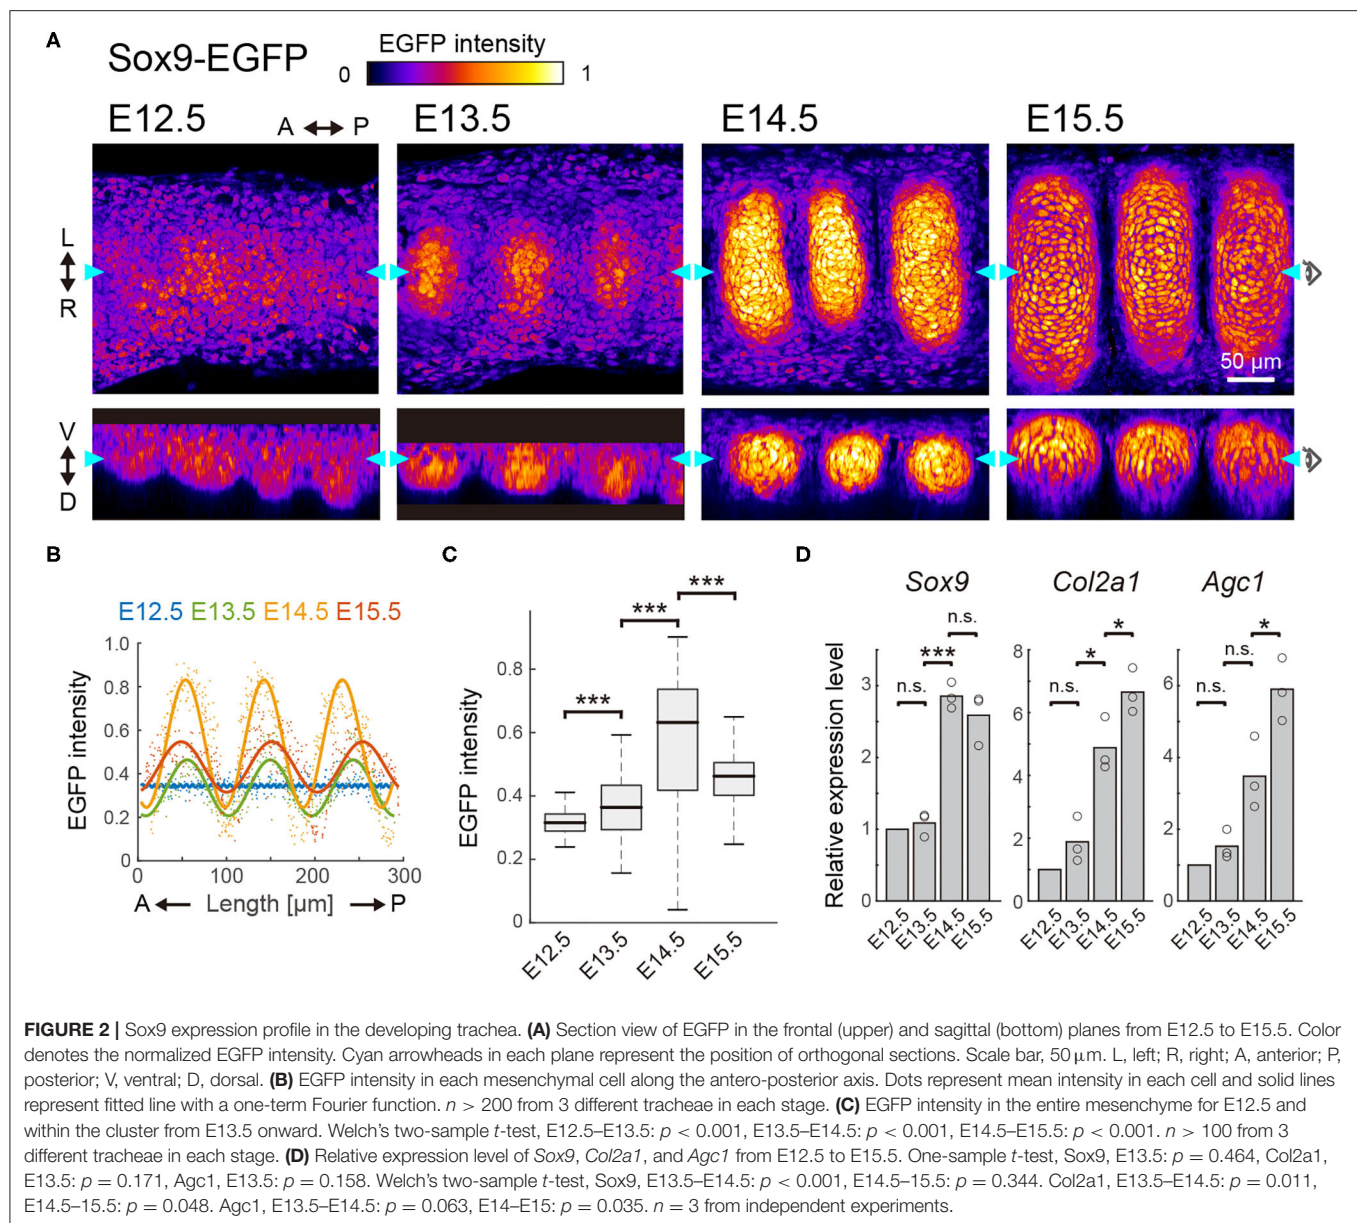 A
Sox9-EGFP
EGFP intensity
0 1
E12.5 A P E13.5 E14.5 E15.5
L
R
50 µm
V
D
B
E12.5 E13.5 E14.5 E15.5
EGFP intensity
1.0
0.8
0.6
0.4
0.2
0
0 100 200 300
A Length [µm] P
C
EGFP intensity
0.8
0.6
0.4
0.2
0
*** *** ***
E12.5 E13.5 E14.5 E15.5
D
Sox9 Col2a1 Agc1
Relative expression level
3
2
1
0
n.s. *** n.s.
E12.5 E13.5 E14.5 E15.5
8
6
4
2
0
n.s. * *
E12.5 E13.5 E14.5 E15.5
6
4
2
0
n.s. n.s. *
E12.5 E13.5 E14.5 E15.5
FIGURE 2 | Sox9 expression profile in the developing trachea. (A) Section view of EGFP in the frontal (upper) and sagittal (bottom) planes from E12.5 to E15.5. Color
denotes the normalized EGFP intensity. Cyan arrowheads in each plane represent the position of orthogonal sections. Scale bar, 50 µm. L, left; R, right; A, anterior; P,
posterior; V, ventral; D, dorsal. (B) EGFP intensity in each mesenchymal cell along the antero-posterior axis. Dots represent mean intensity in each cell and solid lines
represent fitted line with a one-term Fourier function. n > 200 from 3 different tracheae in each stage. (C) EGFP intensity in the entire mesenchyme for E12.5 and
within the cluster from E13.5 onward. Welch's two-sample t-test, E12.5–E13.5: p < 0.001, E13.5–E14.5: p < 0.001, E14.5–E15.5: p < 0.001. n > 100 from 3
different tracheae in each stage. (D) Relative expression level of Sox9, Col2a1, and Agc1 from E12.5 to E15.5. One-sample t-test, Sox9, E13.5: p = 0.464, Col2a1,
E13.5: p = 0.171, Agc1, E13.5: p = 0.158. Welch's two-sample t-test, Sox9, E13.5–E14.5: p < 0.001, E14.5–15.5: p = 0.344. Col2a1, E13.5–E14.5: p = 0.011,
E14.5–15.5: p = 0.048. Agc1, E13.5–E14.5: p = 0.063, E14–E15: p = 0.035. n = 3 from independent experiments.